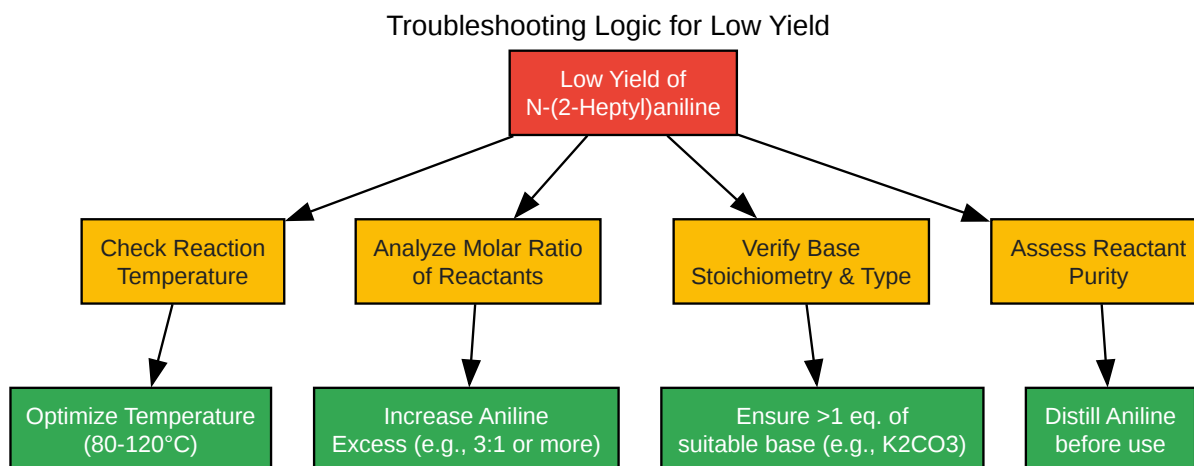 Troubleshooting Logic for Low Yield
Low Yield of
N-(2-Heptyl)aniline
Check Reaction
Temperature
Analyze Molar Ratio
of Reactants
Verify Base
Stoichiometry & Type
Assess Reactant
Purity
Optimize Temperature
(80-120°C)
Increase Aniline
Excess (e.g., 3:1 or more)
Ensure >1 eq. of
suitable base (e.g., K2CO3)
Distill Aniline
before use